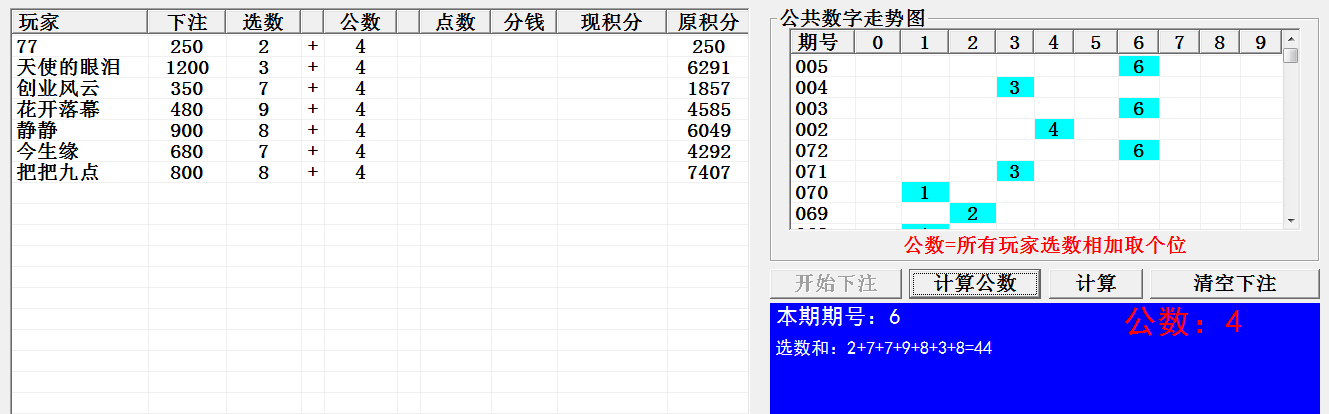 玩家 下注 选数 公数 点数 分钱 现积分 原积分
77 250 2 + 4 250
天使的眼泪 1200 3 + 4 6291
创业风云 350 7 + 4 1857
花开落幕 480 9 + 4 4585
静静 900 8 + 4 6049
今生缘 680 7 + 4 4292
把把九点 800 8 + 4 7407
公共数字走势图
期号 0 1 2 3 4 5 6 7 8 9
005 6
004 3
003 6
002 4
072 6
071 3
070 1
069 2
公数=所有玩家选数相加取个位
开始下注 计算公数 计算 清空下注
本期期号：6 公数：4
选数和：2+7+7+9+8+3+8=44